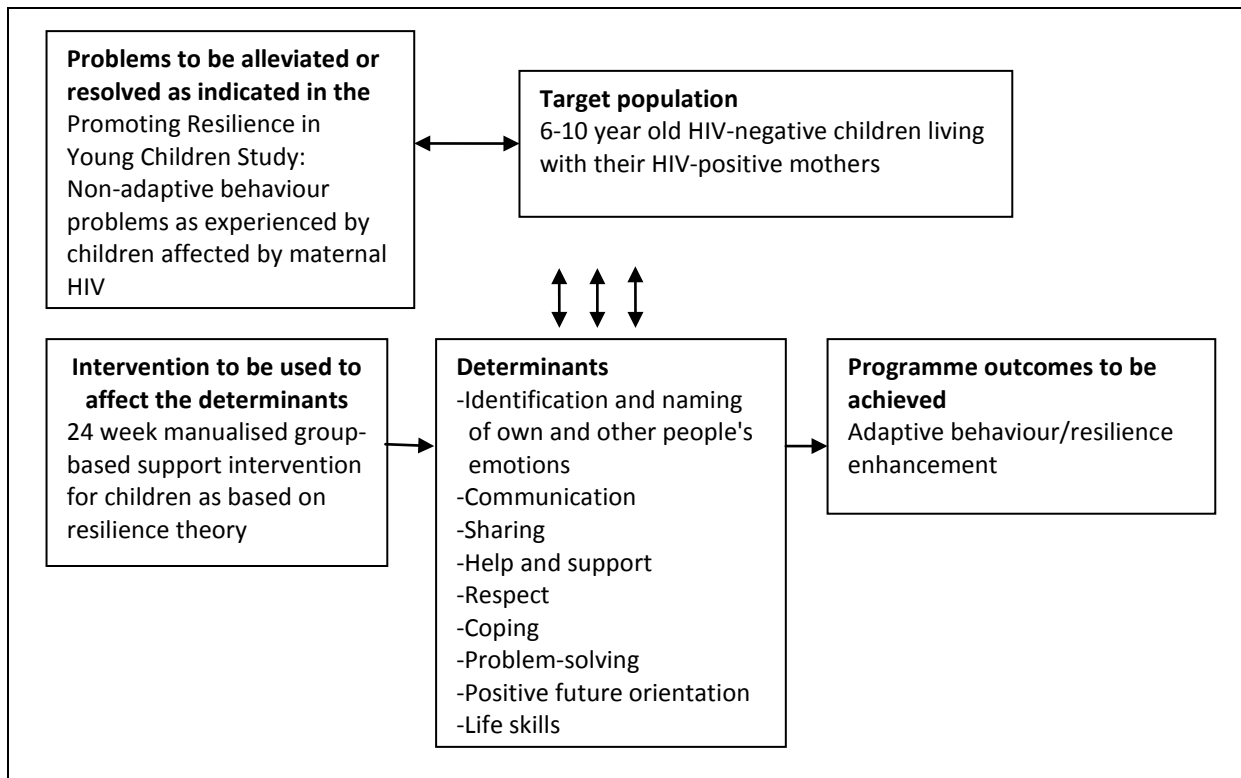 Problems to be alleviated or
resolved as indicated in the
Promoting Resilience in
Young Children Study:
Non-adaptive behaviour
problems as experienced by
children affected by maternal
HIV
Target population
6-10 year old HIV-negative children living
with their HIV-positive mothers
Intervention to be used to
affect the determinants
24 week manualised group-
based support intervention
for children as based on
resilience theory
Determinants
-Identification and naming
of own and other people's
emotions
-Communication
-Sharing
-Help and support
-Respect
-Coping
-Problem-solving
-Positive future orientation
-Life skills
Programme outcomes to be
achieved
Adaptive behaviour/resilience
enhancement